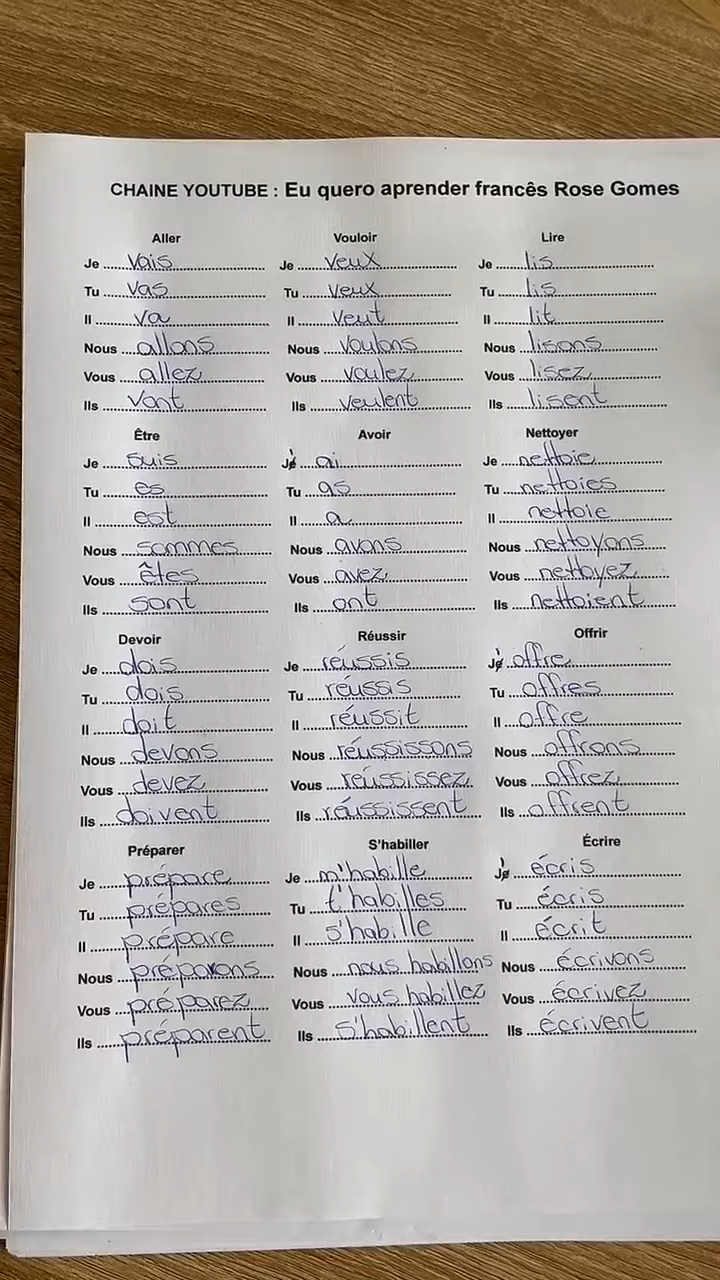 CHAINE YOUTUBE : Eu quero aprender francês Rose Gomes
Aller
Je vais
Tu vas
Il va
Nous allons
Vous allez
Ils vont
Vouloir
Je veux
Tu veux
Il veut
Nous voulons
Vous voulez
Ils veulent
Lire
Je lis
Tu lis
Il lit
Nous lisons
Vous lisez
Ils lisent
Être
Je suis
Tu es
Il est
Nous sommes
Vous êtes
Ils sont
Avoir
J' ai
Tu as
Il a
Nous avons
Vous avez
Ils ont
Nettoyer
Je nettoie
Tu nettoies
Il nettoie
Nous nettoyons
Vous nettoyez
Ils nettoient
Devoir
Je dois
Tu dois
Il doit
Nous devons
Vous devez
Ils doivent
Réussir
Je réussis
Tu réussis
Il réussit
Nous réussissons
Vous réussissez
Ils réussissent
Offrir
J' offre
Tu offres
Il offre
Nous offrons
Vous offrez
Ils offrent
Préparer
Je prépare
Tu prépares
Il prépare
Nous préparons
Vous préparez
Ils préparent
S'habiller
Je m'habille
Tu t'habilles
Il s'habille
Nous nous habillons
Vous vous habillez
Ils s'habillent
Écrire
J' écris
Tu écris
Il écrit
Nous écrivons
Vous écrivez
Ils écrivent